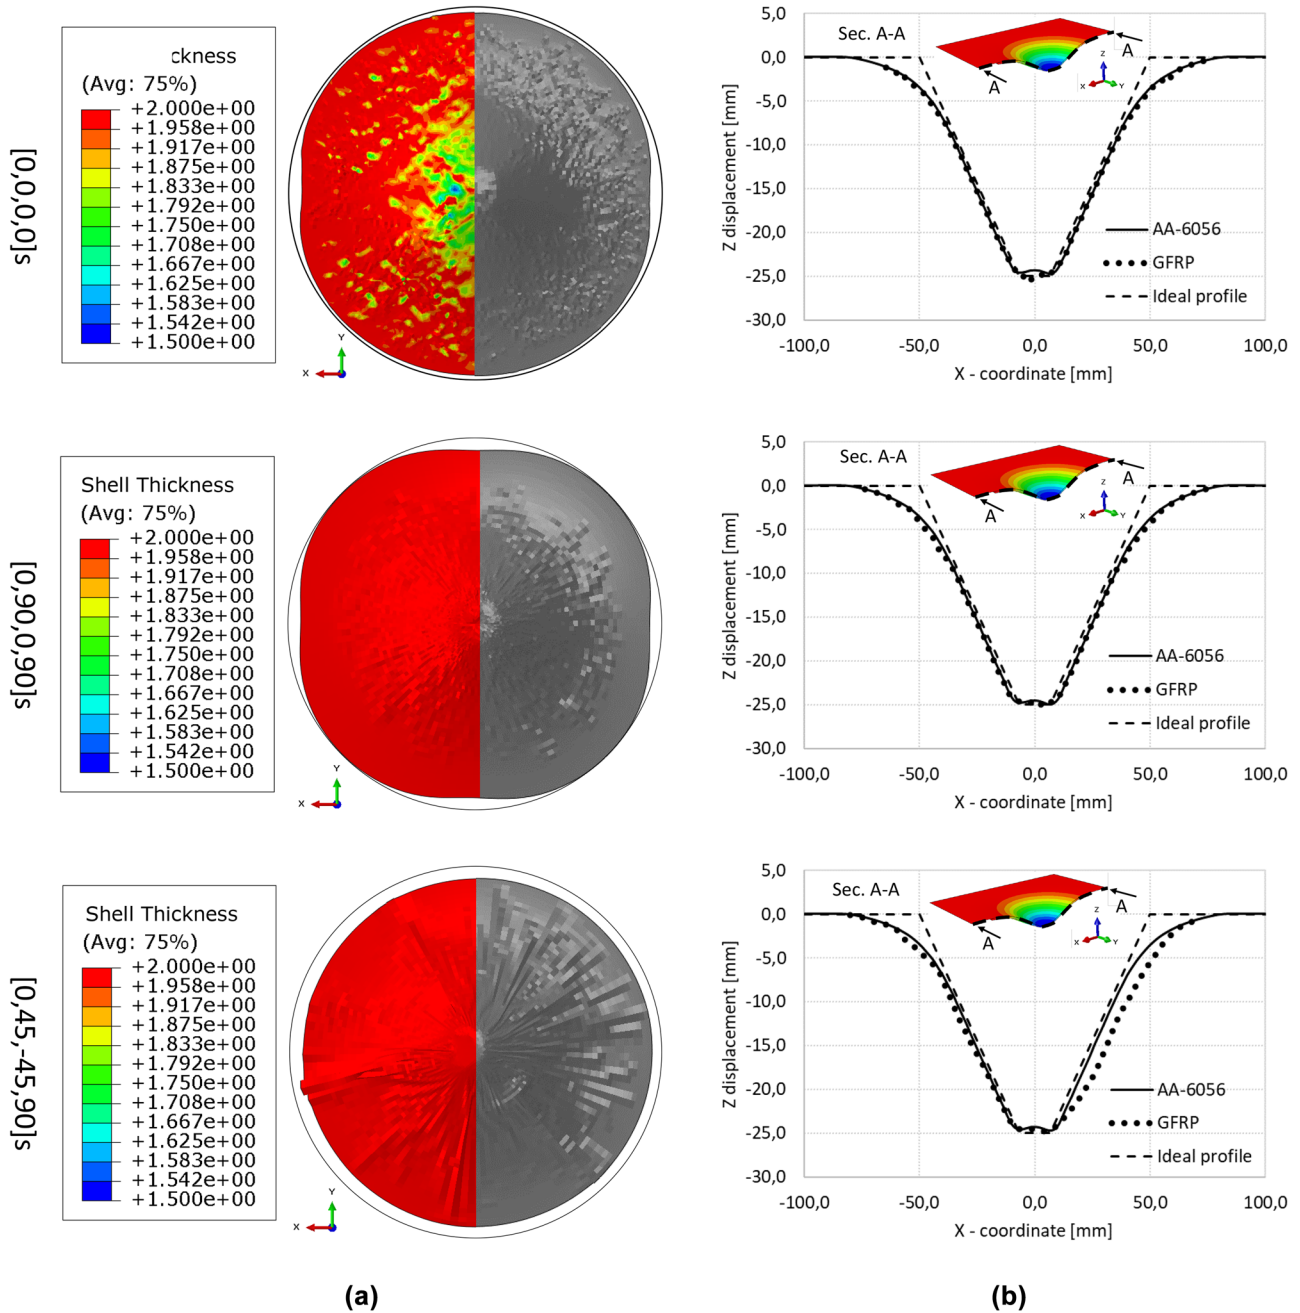 [0,0,0,0]s
ckness
(Avg: 75%)
+2.000e+00
+1.958e+00
+1.917e+00
+1.875e+00
+1.833e+00
+1.792e+00
+1.750e+00
+1.708e+00
+1.667e+00
+1.625e+00
+1.583e+00
+1.542e+00
+1.500e+00
Y
X
5,0
0,0
-5,0
-10,0
-15,0
-20,0
-25,0
-30,0
Z displacement [mm]
Sec. A-A
A
A
Z
X
Y
AA-6056
GFRP
Ideal profile
-100,0
-50,0
0,0
50,0
100,0
X - coordinate [mm]
[0,90,0,90]s
Shell Thickness
(Avg: 75%)
+2.000e+00
+1.958e+00
+1.917e+00
+1.875e+00
+1.833e+00
+1.792e+00
+1.750e+00
+1.708e+00
+1.667e+00
+1.625e+00
+1.583e+00
+1.542e+00
+1.500e+00
Y
X
5,0
0,0
-5,0
-10,0
-15,0
-20,0
-25,0
-30,0
Z displacement [mm]
Sec. A-A
A
A
Z
X
Y
AA-6056
GFRP
Ideal profile
-100,0
-50,0
0,0
50,0
100,0
X - coordinate [mm]
[0,45,-45,90]s
Shell Thickness
(Avg: 75%)
+2.000e+00
+1.958e+00
+1.917e+00
+1.875e+00
+1.833e+00
+1.792e+00
+1.750e+00
+1.708e+00
+1.667e+00
+1.625e+00
+1.583e+00
+1.542e+00
+1.500e+00
Y
X
5,0
0,0
-5,0
-10,0
-15,0
-20,0
-25,0
-30,0
Z displacement [mm]
Sec. A-A
A
A
Z
X
Y
AA-6056
GFRP
Ideal profile
-100,0
-50,0
0,0
50,0
100,0
X - coordinate [mm]
(a)
(b)